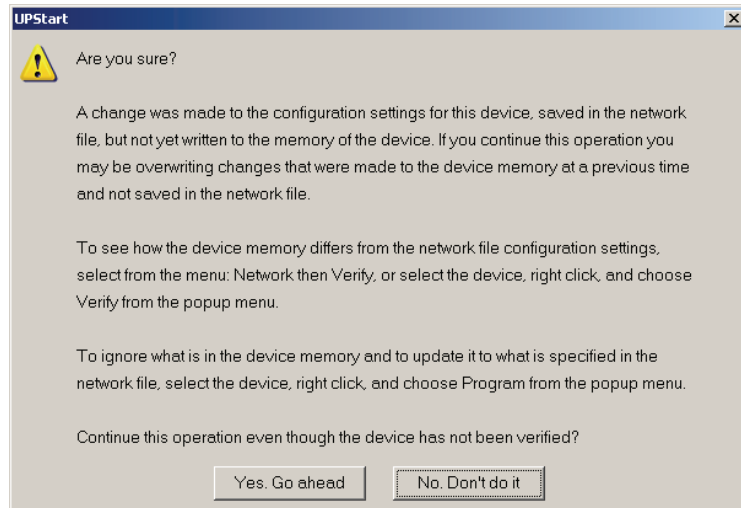 UPStart
Are you sure?
A change was made to the configuration settings for this device, saved in the network
file, but not yet written to the memory of the device. If you continue this operation you
may be overwriting changes that were made to the device memory at a previous time
and not saved in the network file.
To see how the device memory differs from the network file configuration settings,
select from the menu: Network then Verify, or select the device, right click, and choose
Verify from the popup menu.
To ignore what is in the device memory and to update it to what is specified in the
network file, select the device, right click, and choose Program from the popup menu.
Continue this operation even though the device has not been verified?
Yes. Go ahead
No. Don't do it